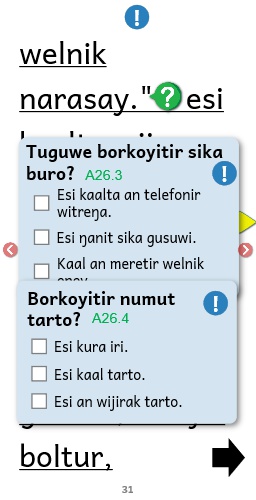 welnik
narasay." esi
Tuguwe borkoyitir sika
buro? A26.3
Esi kaalta an telefonir
witreŋa.
Esi ŋanit sika gusuwi.
Kaal an meretir welnik
Borkoyitir numut
tarto? A26.4
Esi kura iri.
Esi kaal tarto.
Esi an wijirak tarto.
boltur,
31